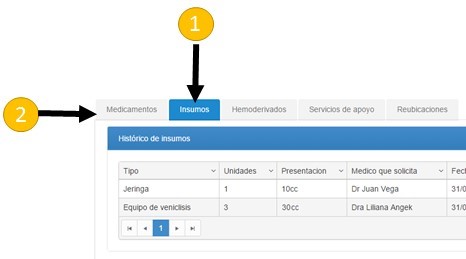 1
2
Medicamentos Insumos Hemoderivados Servicios de apoyo Reubicaciones
Histórico de insumos
Tipo Unidades Presentacion Medico que solicita Fech
Jeringa 1 10cc Dr Juan Vega 31/0
Equipo de veniclisis 3 30cc Dra Liliana Angek 31/0
1